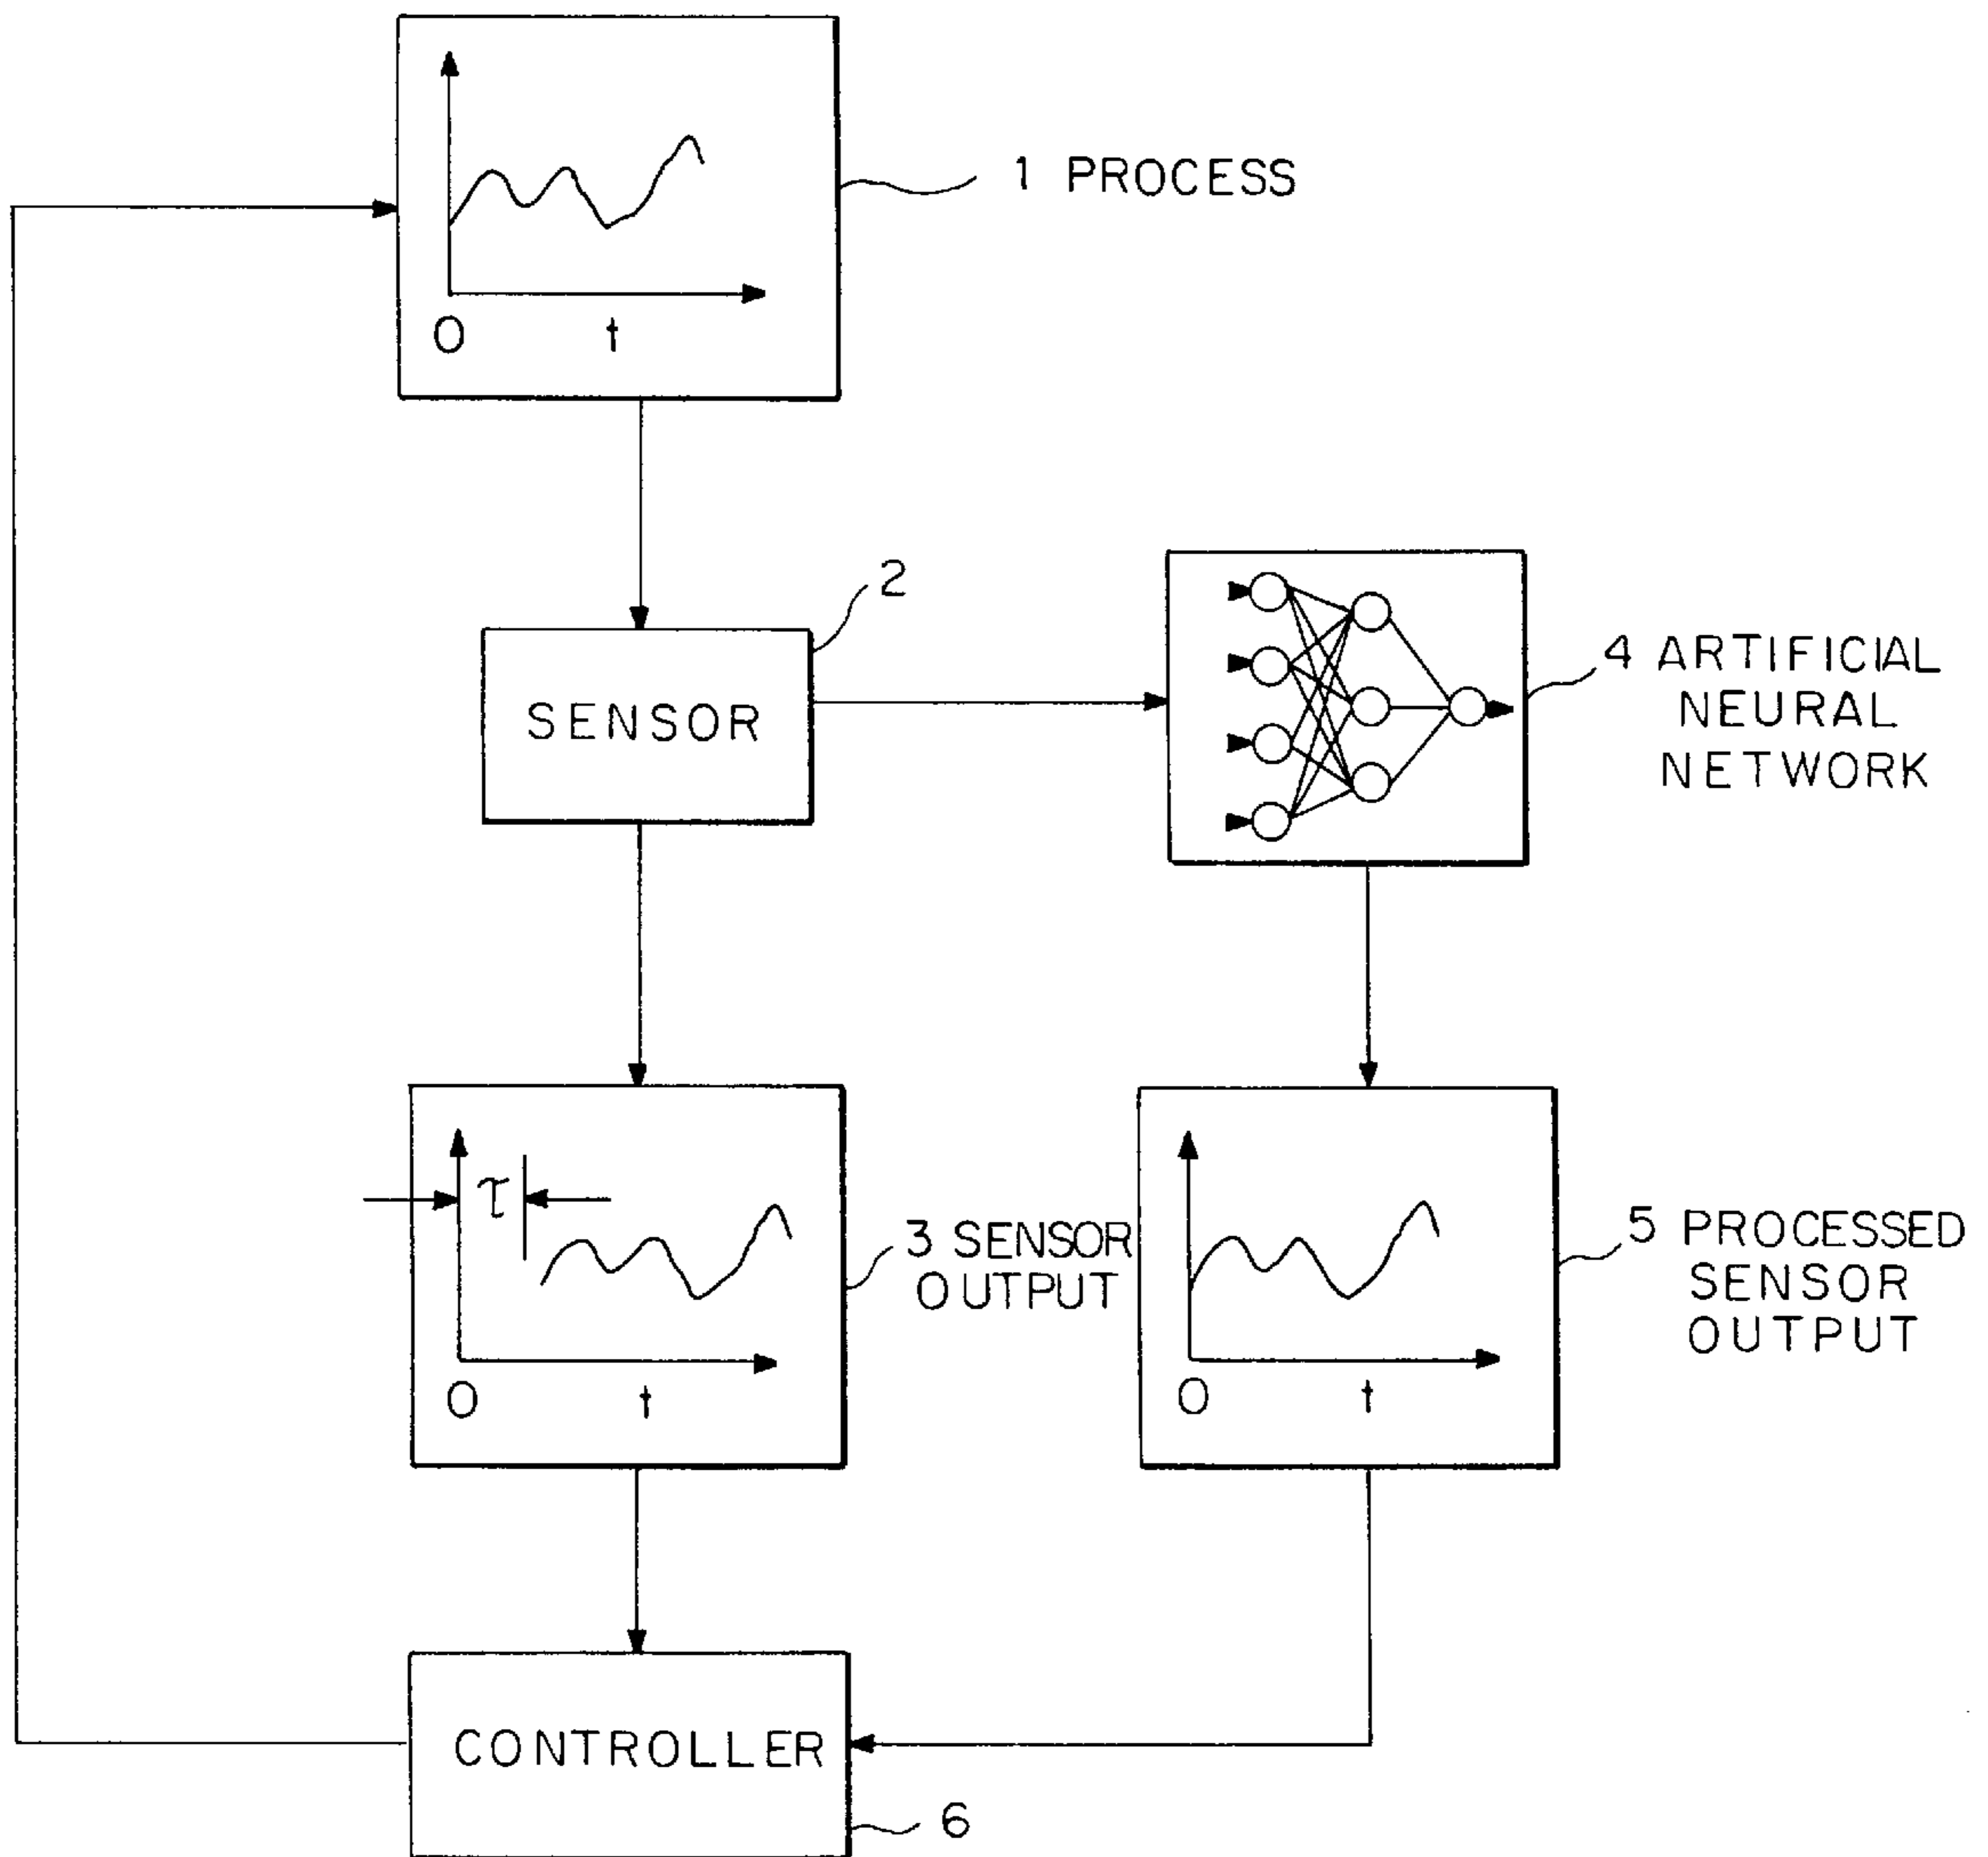 1 PROCESS
O t
2
SENSOR
4 ARTIFICIAL
NEURAL
NETWORK
τ
3 SENSOR
OUTPUT
O t
5 PROCESSED
SENSOR
OUTPUT
O t
CONTROLLER
6